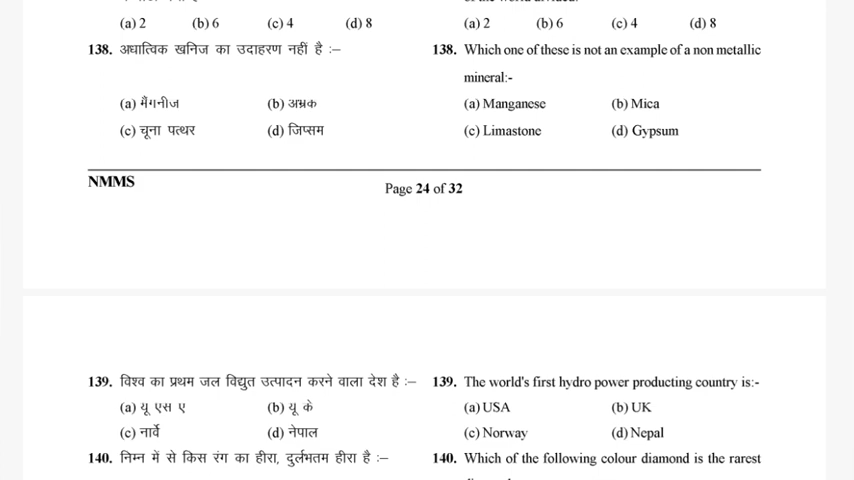 (a) 2 (b) 6 (c) 4 (d) 8
138. अधात्विक खनिज का उदाहरण नहीं है :–
(a) मैंगनीज (b) अभ्रक
(c) चूना पत्थर (d) जिप्सम
(a) 2 (b) 6 (c) 4 (d) 8
138. Which one of these is not an example of a non metallic
mineral:-
(a) Manganese (b) Mica
(c) Limastone (d) Gypsum
NMMS
Page 24 of 32
139. विश्व का प्रथम जल विद्युत उत्पादन करने वाला देश है :–
(a) यू एस ए (b) यू के
(c) नार्वे (d) नेपाल
140. निम्न में से किस रंग का हीरा, दुर्लभतम हीरा है :–
139. The world's first hydro power producting country is:-
(a) USA (b) UK
(c) Norway (d) Nepal
140. Which of the following colour diamond is the rarest